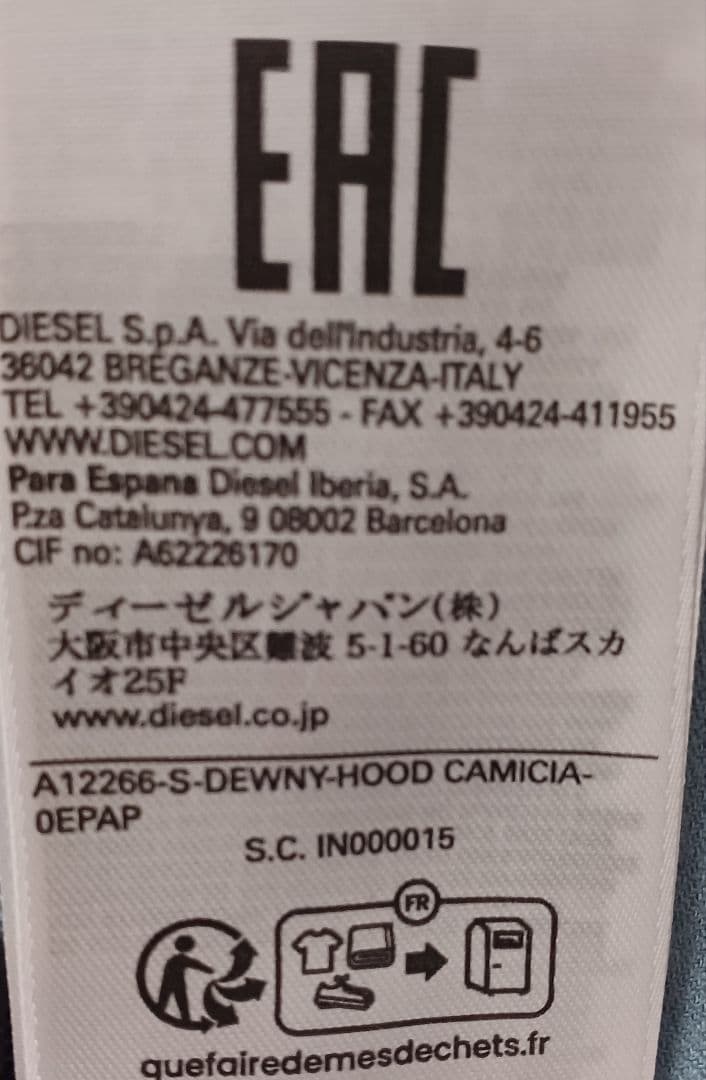 EAC
DIESEL S.p.A. Via dell'Industria, 4-6
36042 BREGANZE-VICENZA-ITALY
TEL +390424-477555 - FAX +390424-411955
WWW.DIESEL.COM
Para Espana Diesel Iberia, S.A.
P.za Catalunya, 9 08002 Barcelona
CIF no: A62226170
ディーゼルジャパン(株)
大阪市中央区難波 5-1-60 なんばスカ
イオ25F
www.diesel.co.jp
A12266-S-DEWNY-HOOD CAMICIA-
0EPAP
S.C. IN000015
FR
quefairedemesdechets.fr